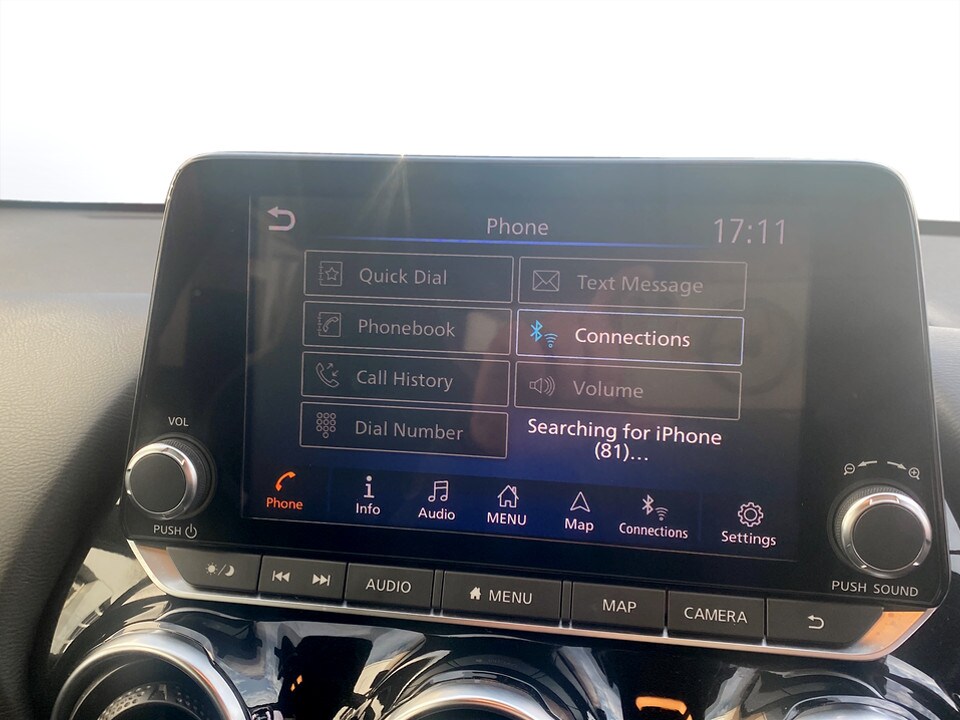 Phone
17:11
Quick Dial
Text Message
Phonebook
Connections
Call History
Volume
Dial Number
Searching for iPhone
(81)...
Phone
Info
Audio
MENU
Map
Connections
Settings
VOL
PUSH
PUSH SOUND
AUDIO
MENU
MAP
CAMERA